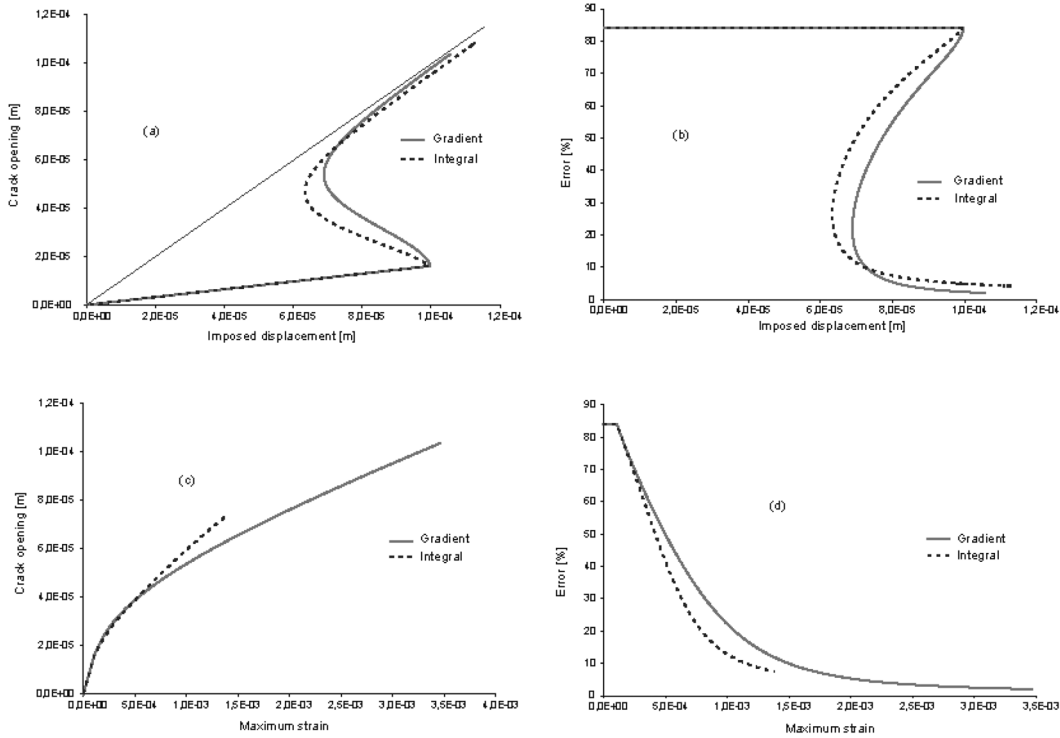 1,2E-04
1,0E-04
8,0E-05
6,0E-05
4,0E-05
2,0E-05
0,0E+00
Crack opening [m]
(a)
Gradient
Integral
0,0E+00 2,0E-05 4,0E-05 6,0E-05 8,0E-05 1,0E-04 1,2E-04
Imposed displacement [m]
90
80
70
60
50
40
30
20
10
0
Error [%]
(b)
Gradient
Integral
0,0E+00 2,0E-05 4,0E-05 6,0E-05 8,0E-05 1,0E-04 1,2E-04
Imposed displacement [m]
1,2E-04
1,0E-04
8,0E-05
6,0E-05
4,0E-05
2,0E-05
0,0E+00
Crack opening [m]
(c)
Gradient
Integral
0,0E+00 5,0E-04 1,0E-03 1,5E-03 2,0E-03 2,5E-03 3,0E-03 3,5E-03 4,0E-03
Maximum strain
90
80
70
60
50
40
30
20
10
0
Error [%]
(d)
Gradient
Integral
0,0E+00 5,0E-04 1,0E-03 1,5E-03 2,0E-03 2,5E-03 3,0E-03 3,5E-03
Maximum strain